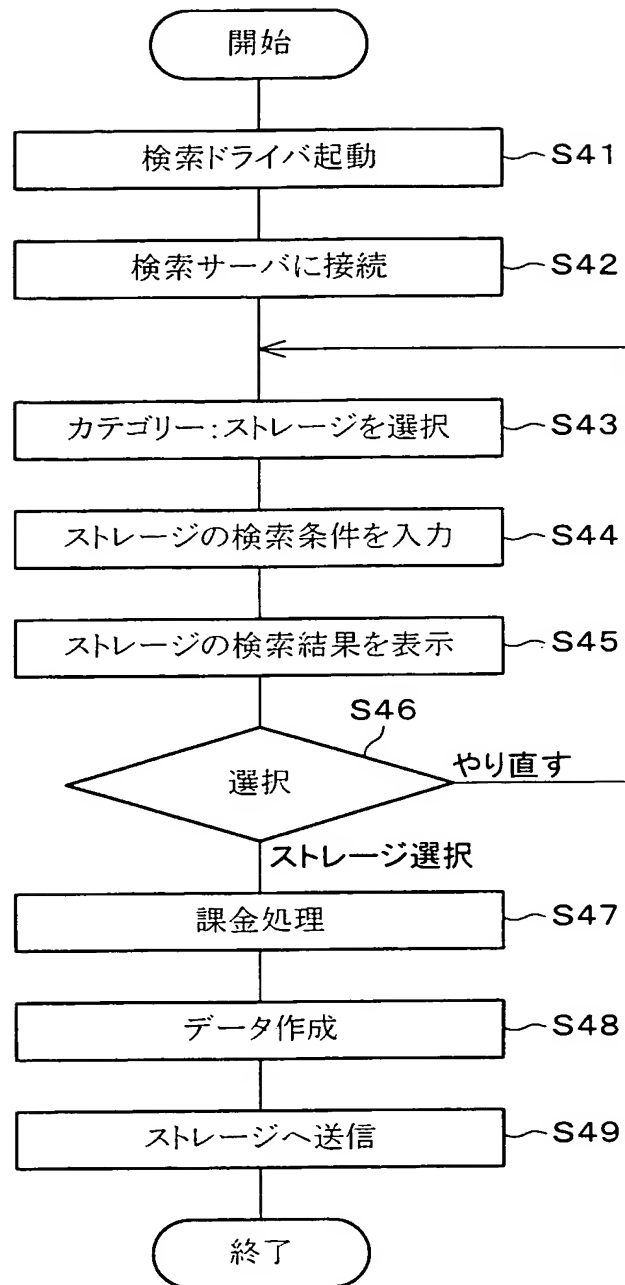 開始
検索ドライバ起動 S41
検索サーバに接続 S42
カテゴリー:ストレージを選択 S43
ストレージの検索条件を入力 S44
ストレージの検索結果を表示 S45
S46
選択 やり直す
ストレージ選択
課金処理 S47
データ作成 S48
ストレージへ送信 S49
終了